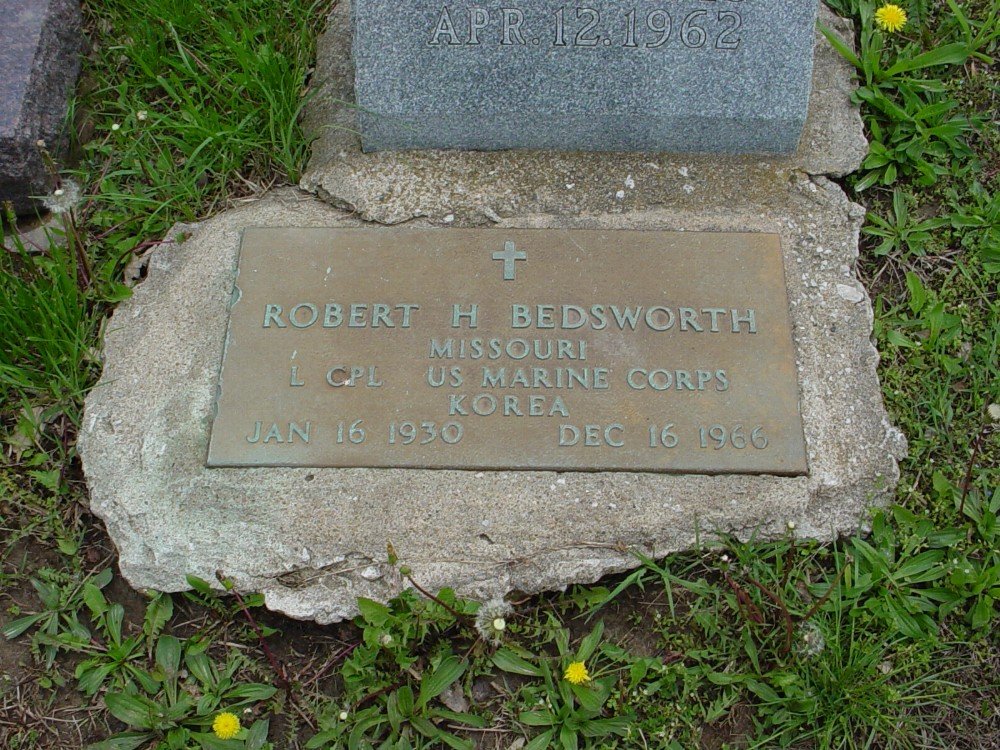 APR. 12. 1962
ROBERT H BEDSWORTH
MISSOURI
L CPL US MARINE CORPS
KOREA
JAN 16 1930 DEC 16 1966